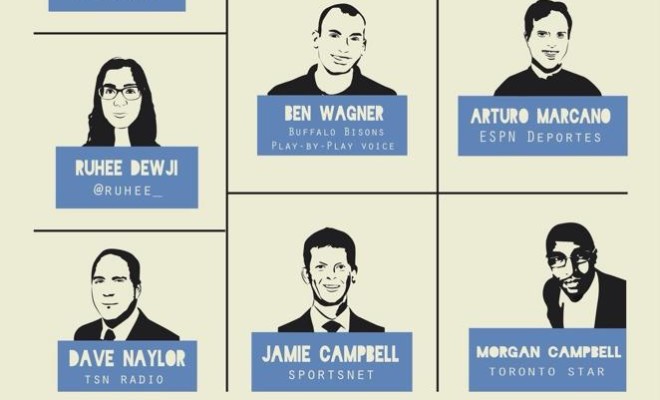 BEN WAGNER
BUFFALO BISONS
PLAY-BY-PLAY VOICE
ARTURO MARCANO
ESPN DEPORTES
RUHEE DEWJI
@RUHEE_
DAVE NAYLOR
TSN RADIO
JAMIE CAMPBELL
SPORTSNET
MORGAN CAMPBELL
TORONTO STAR